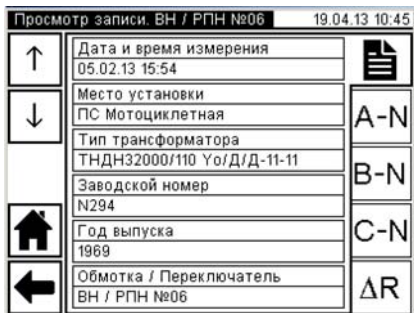 Просмотр записи. ВН / РПН №06 19.04.13 10:45
Дата и время измерения
05.02.13 15:54
Место установки
ПС Мотоциклетная
Тип трансформатора
ТНДН32000/110 Yo/Д/Д-11-11
Заводской номер
N294
Год выпуска
1969
Обмотка / Переключатель
ВН / РПН №06
A-N
B-N
C-N
ΔR